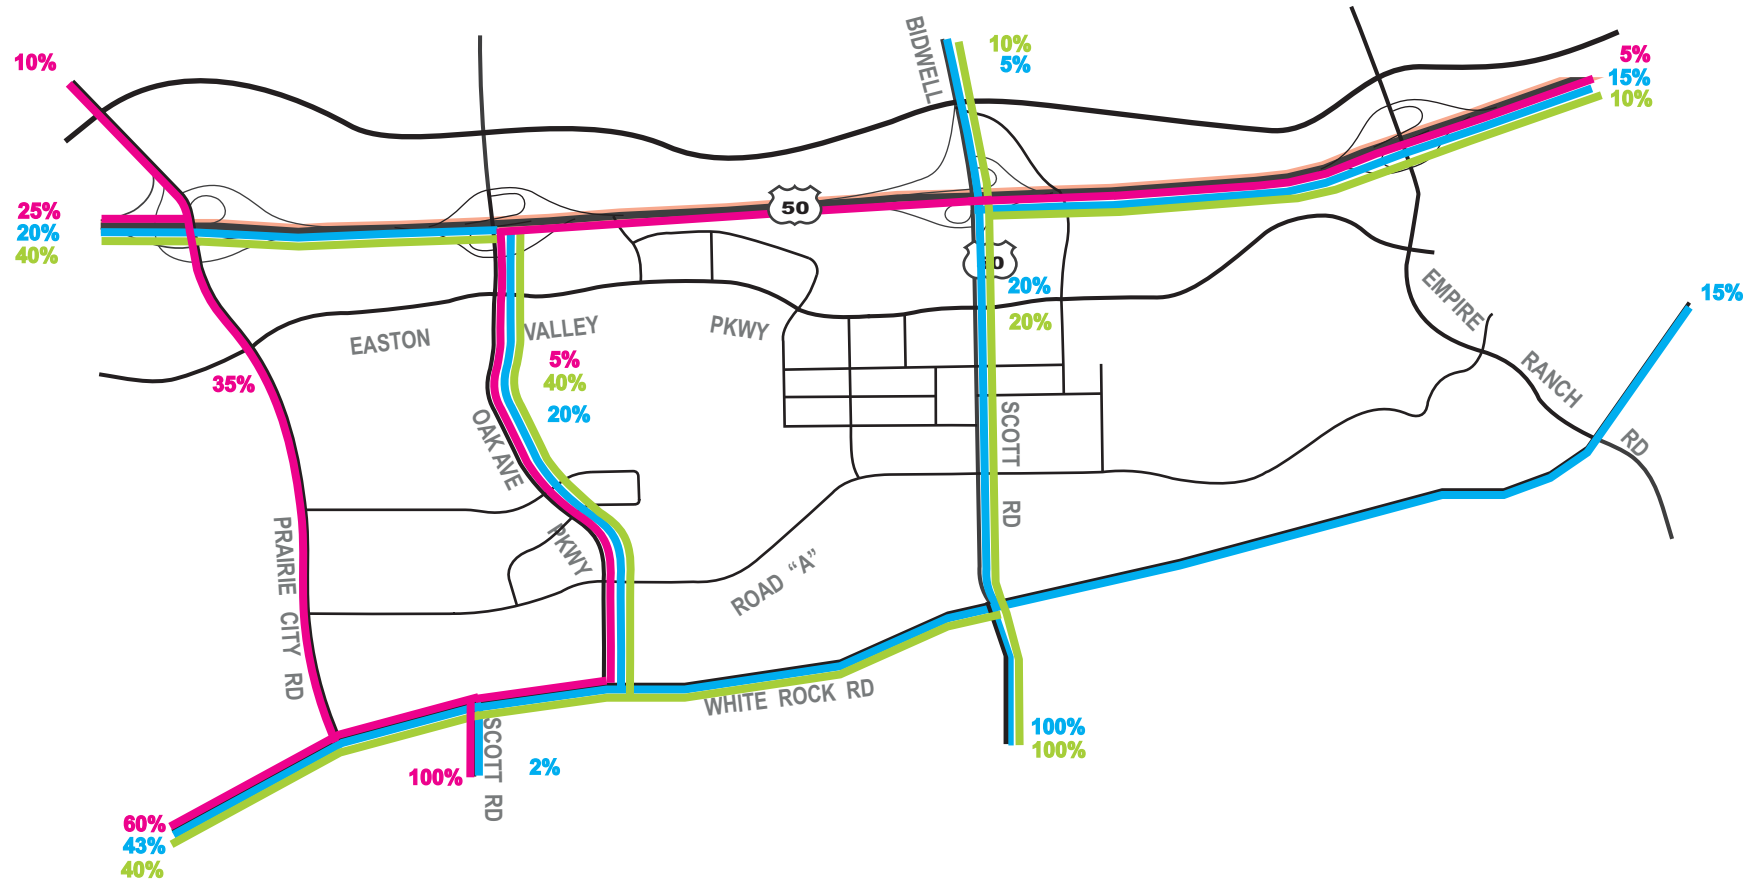 BIDWELL
10%
5%
10%
5%
15%
10%
25%
20%
40%
50
50
20%
20%
EMPIRE
RANCH
RD
15%
EASTON
VALLEY
PKWY
5%
40%
20%
35%
OAK AVE
PKWY
SCOTT
RD
PRAIRIE
CITY
RD
ROAD “A”
WHITE ROCK RD
SCOTT
RD
100%
2%
100%
100%
60%
43%
40%